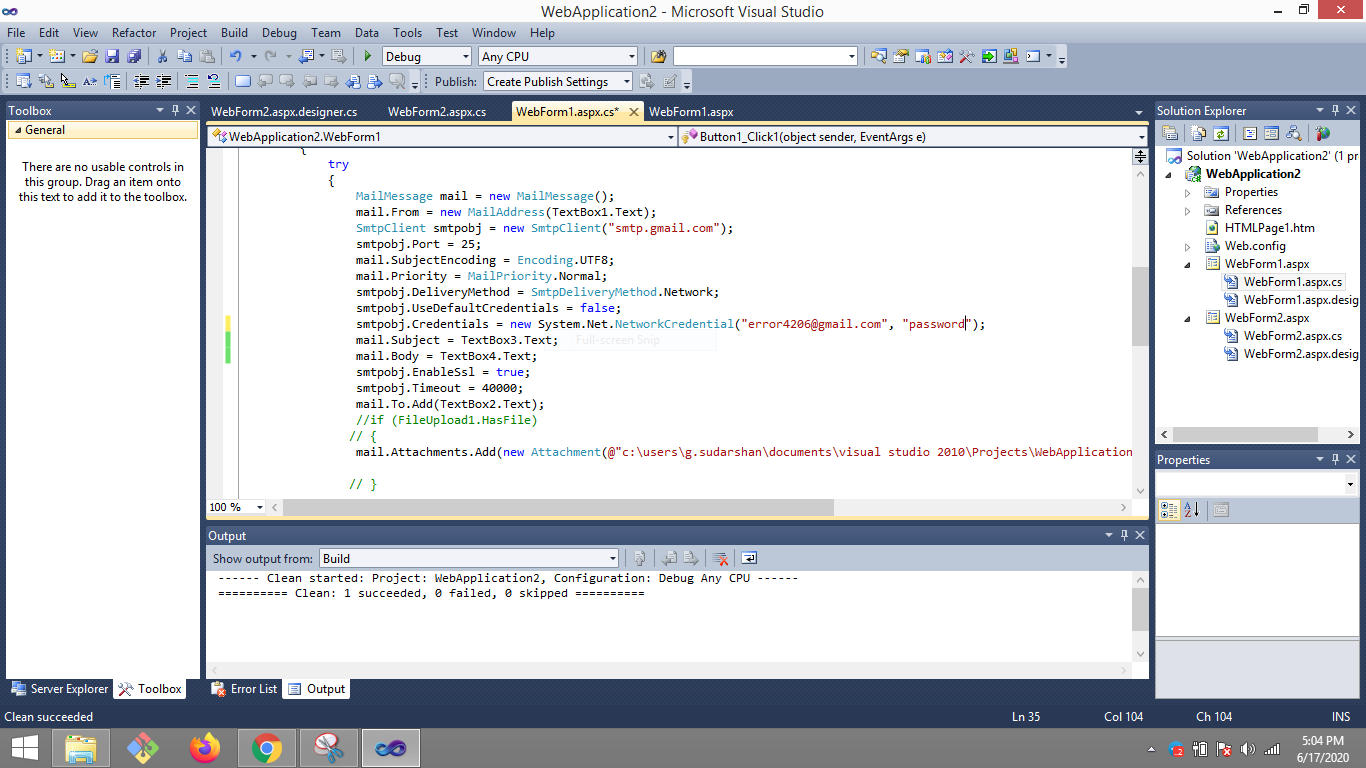 WebApplication2 - Microsoft Visual Studio
File Edit View Refactor Project Build Debug Team Data Tools Test Window Help
Debug Any CPU
Publish: Create Publish Settings
Toolbox
General
There are no usable controls in
this group. Drag an item onto
this text to add it to the toolbox.
Server Explorer Toolbox
WebForm2.aspx.designer.cs WebForm2.aspx.cs WebForm1.aspx.cs* WebForm1.aspx
WebApplication2.WebForm1 Button1_Click1(object sender, EventArgs e)
{
try
{
MailMessage mail = new MailMessage();
mail.From = new MailAddress(TextBox1.Text);
SmtpClient smtpobj = new SmtpClient("smtp.gmail.com");
smtpobj.Port = 25;
mail.SubjectEncoding = Encoding.UTF8;
mail.Priority = MailPriority.Normal;
smtpobj.DeliveryMethod = SmtpDeliveryMethod.Network;
smtpobj.UseDefaultCredentials = false;
smtpobj.Credentials = new System.Net.NetworkCredential("error4206@gmail.com", "password");
mail.Subject = TextBox3.Text;
Full-screen Snip
mail.Body = TextBox4.Text;
smtpobj.EnableSsl = true;
smtpobj.Timeout = 40000;
mail.To.Add(TextBox2.Text);
//if (FileUpload1.HasFile)
// {
mail.Attachments.Add(new Attachment(@"c:\users\g.sudarshan\documents\visual studio 2010\Projects\WebApplication
// }
100 %
Output
Show output from: Build
------ Clean started: Project: WebApplication2, Configuration: Debug Any CPU ------
========== Clean: 1 succeeded, 0 failed, 0 skipped ==========
Error List Output
Solution Explorer
Solution 'WebApplication2' (1 pr
WebApplication2
Properties
References
HTMLPage1.htm
Web.config
WebForm1.aspx
WebForm1.aspx.cs
WebForm1.aspx.desig
WebForm2.aspx
WebForm2.aspx.cs
WebForm2.aspx.desig
Properties
Clean succeeded Ln 35 Col 104 Ch 104 INS
5:04 PM
6/17/2020